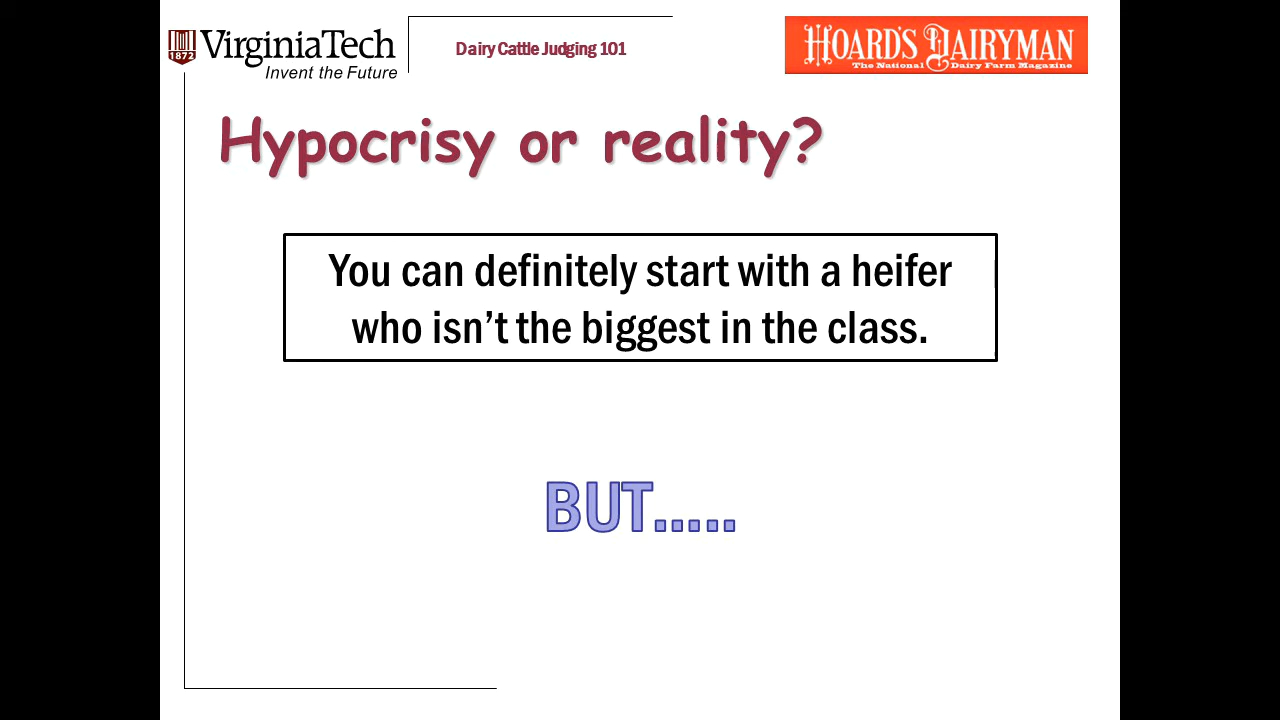 VirginiaTech
1872
Invent the Future
Dairy Cattle Judging 101
HOARD'S DAIRYMAN
The National Dairy Farm Magazine
Hypocrisy or reality?
You can definitely start with a heifer
who isn't the biggest in the class.
BUT.....